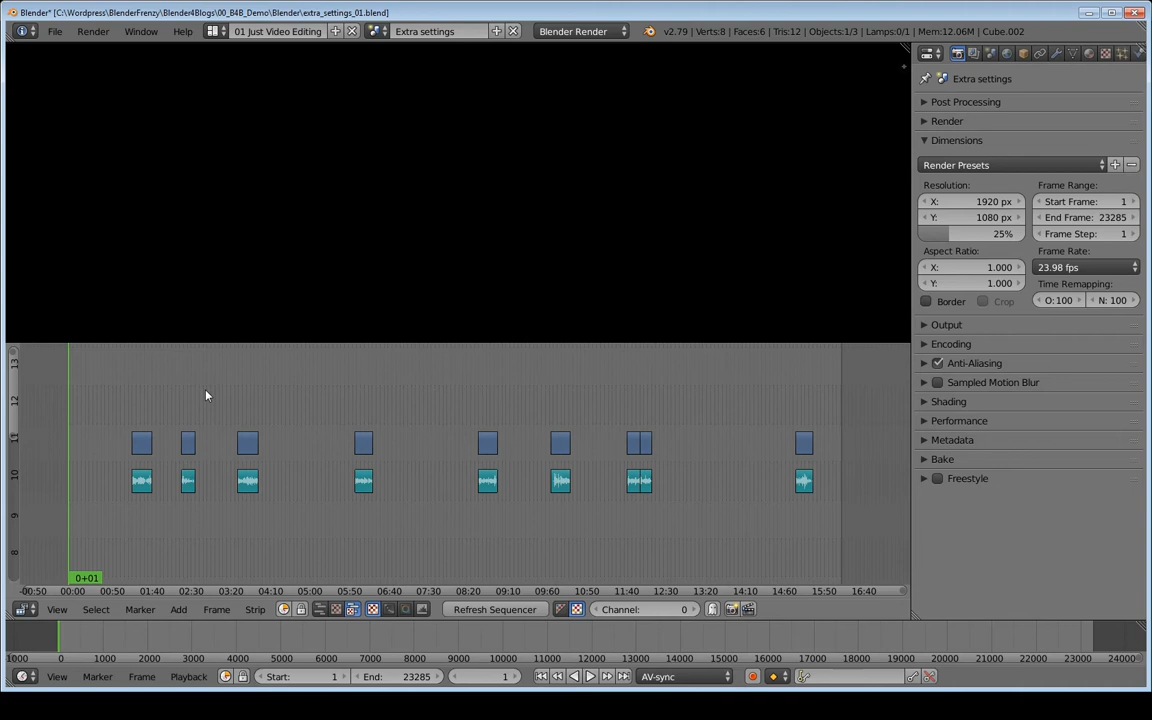 Blender* [C:\Wordpress\BlenderFrenzy\Blender4Blogs\00_B4B_Demo\Blender\extra_settings_01.blend]
File Render Window Help 01 Just Video Editing Extra settings Blender Render v2.79 | Verts:8 | Faces:6 | Tris:12 | Objects:1/3 | Lamps:0/1 | Mem:12.06M | Cube.002
Extra settings
Post Processing
Render
Dimensions
Render Presets
Resolution: Frame Range:
X: 1920 px Start Frame: 1
Y: 1080 px End Frame: 23285
25% Frame Step: 1
Aspect Ratio: Frame Rate:
X: 1.000 23.98 fps
Y: 1.000 Time Remapping:
Border Crop O: 100 N: 100
Output
Encoding
Anti-Aliasing
Sampled Motion Blur
Shading
Performance
Metadata
Bake
Freestyle
13
12
11
10
9
8
0+01
00:50 00:00 00:50 01:40 02:30 03:20 04:10 05:00 05:50 06:40 07:30 08:20 09:10 09:60 10:50 11:40 12:30 13:20 14:10 14:60 15:50 16:40
View Select Marker Add Frame Strip Refresh Sequencer Channel: 0
1000 0 1000 2000 3000 4000 5000 6000 7000 8000 9000 10000 11000 12000 13000 14000 15000 16000 17000 18000 19000 20000 21000 22000 23000 24000
View Marker Frame Playback Start: 1 End: 23285 1 AV-sync